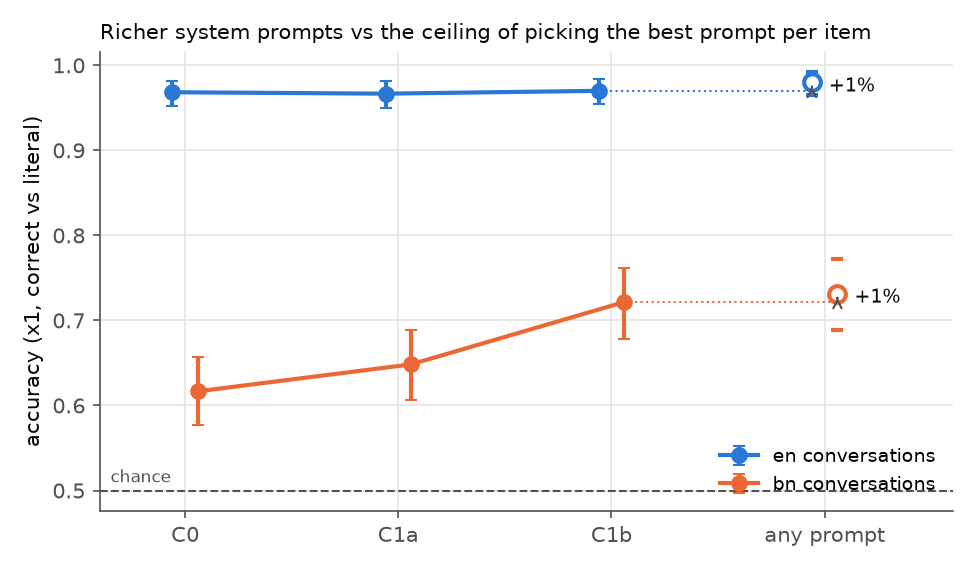 Richer system prompts vs the ceiling of picking the best prompt per item
accuracy (x1, correct vs literal)
1.0
0.9
0.8
0.7
0.6
0.5
+1%
+1%
chance
en conversations
bn conversations
C0
C1a
C1b
any prompt